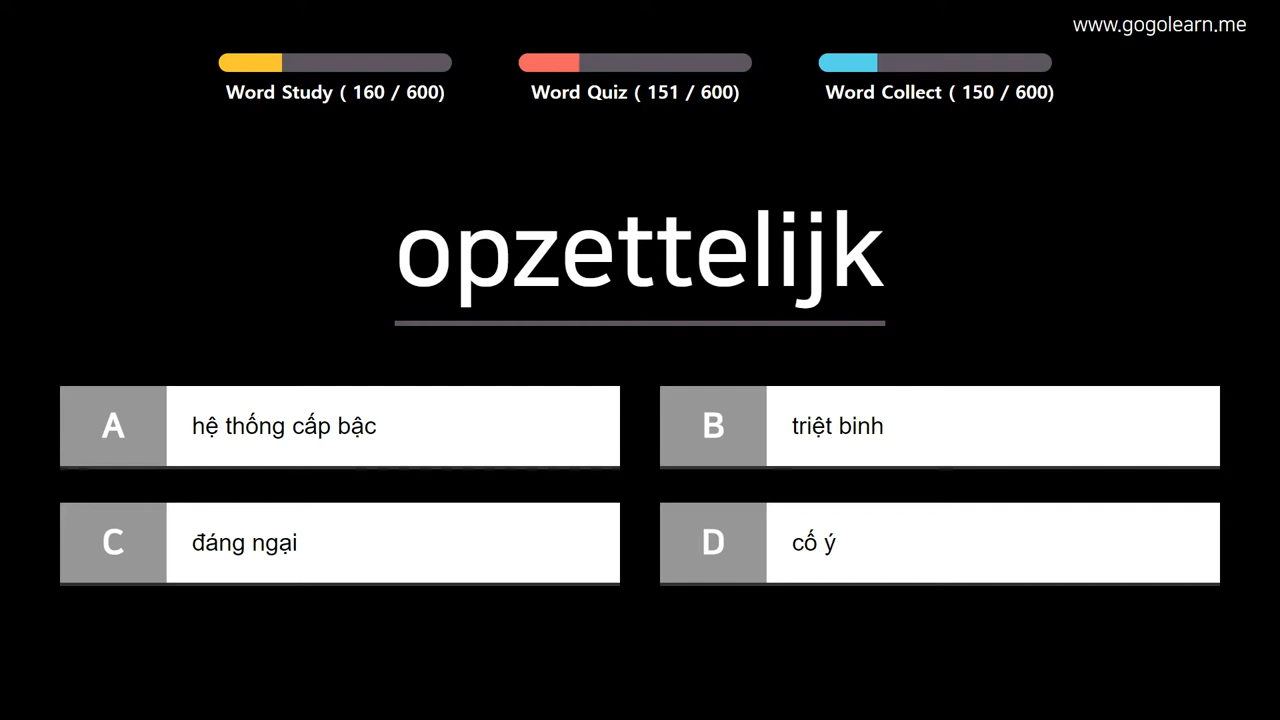 www.gogolearn.me
Word Study ( 160 / 600)
Word Quiz ( 151 / 600)
Word Collect ( 150 / 600)
opzettelijk
A hệ thống cấp bậc
B triệt binh
C đáng ngại
D cố ý